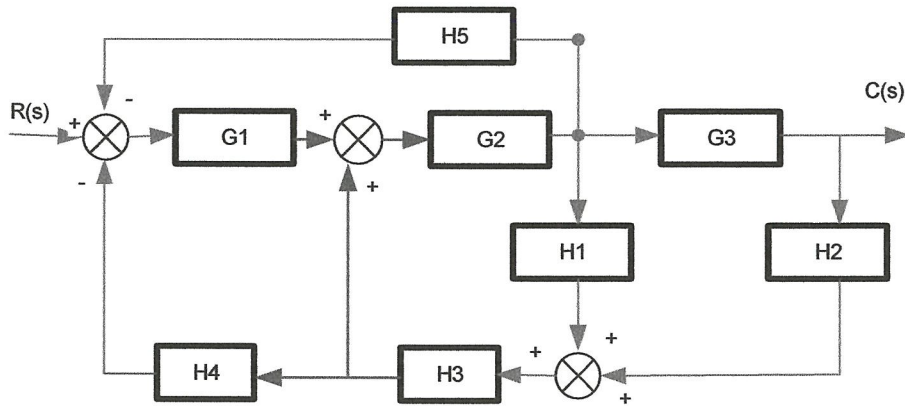 H5
R(s)
+
-
C(s)
G1
+
G2
G3
-
+
H1
H2
+
+
+
H4
H3
+